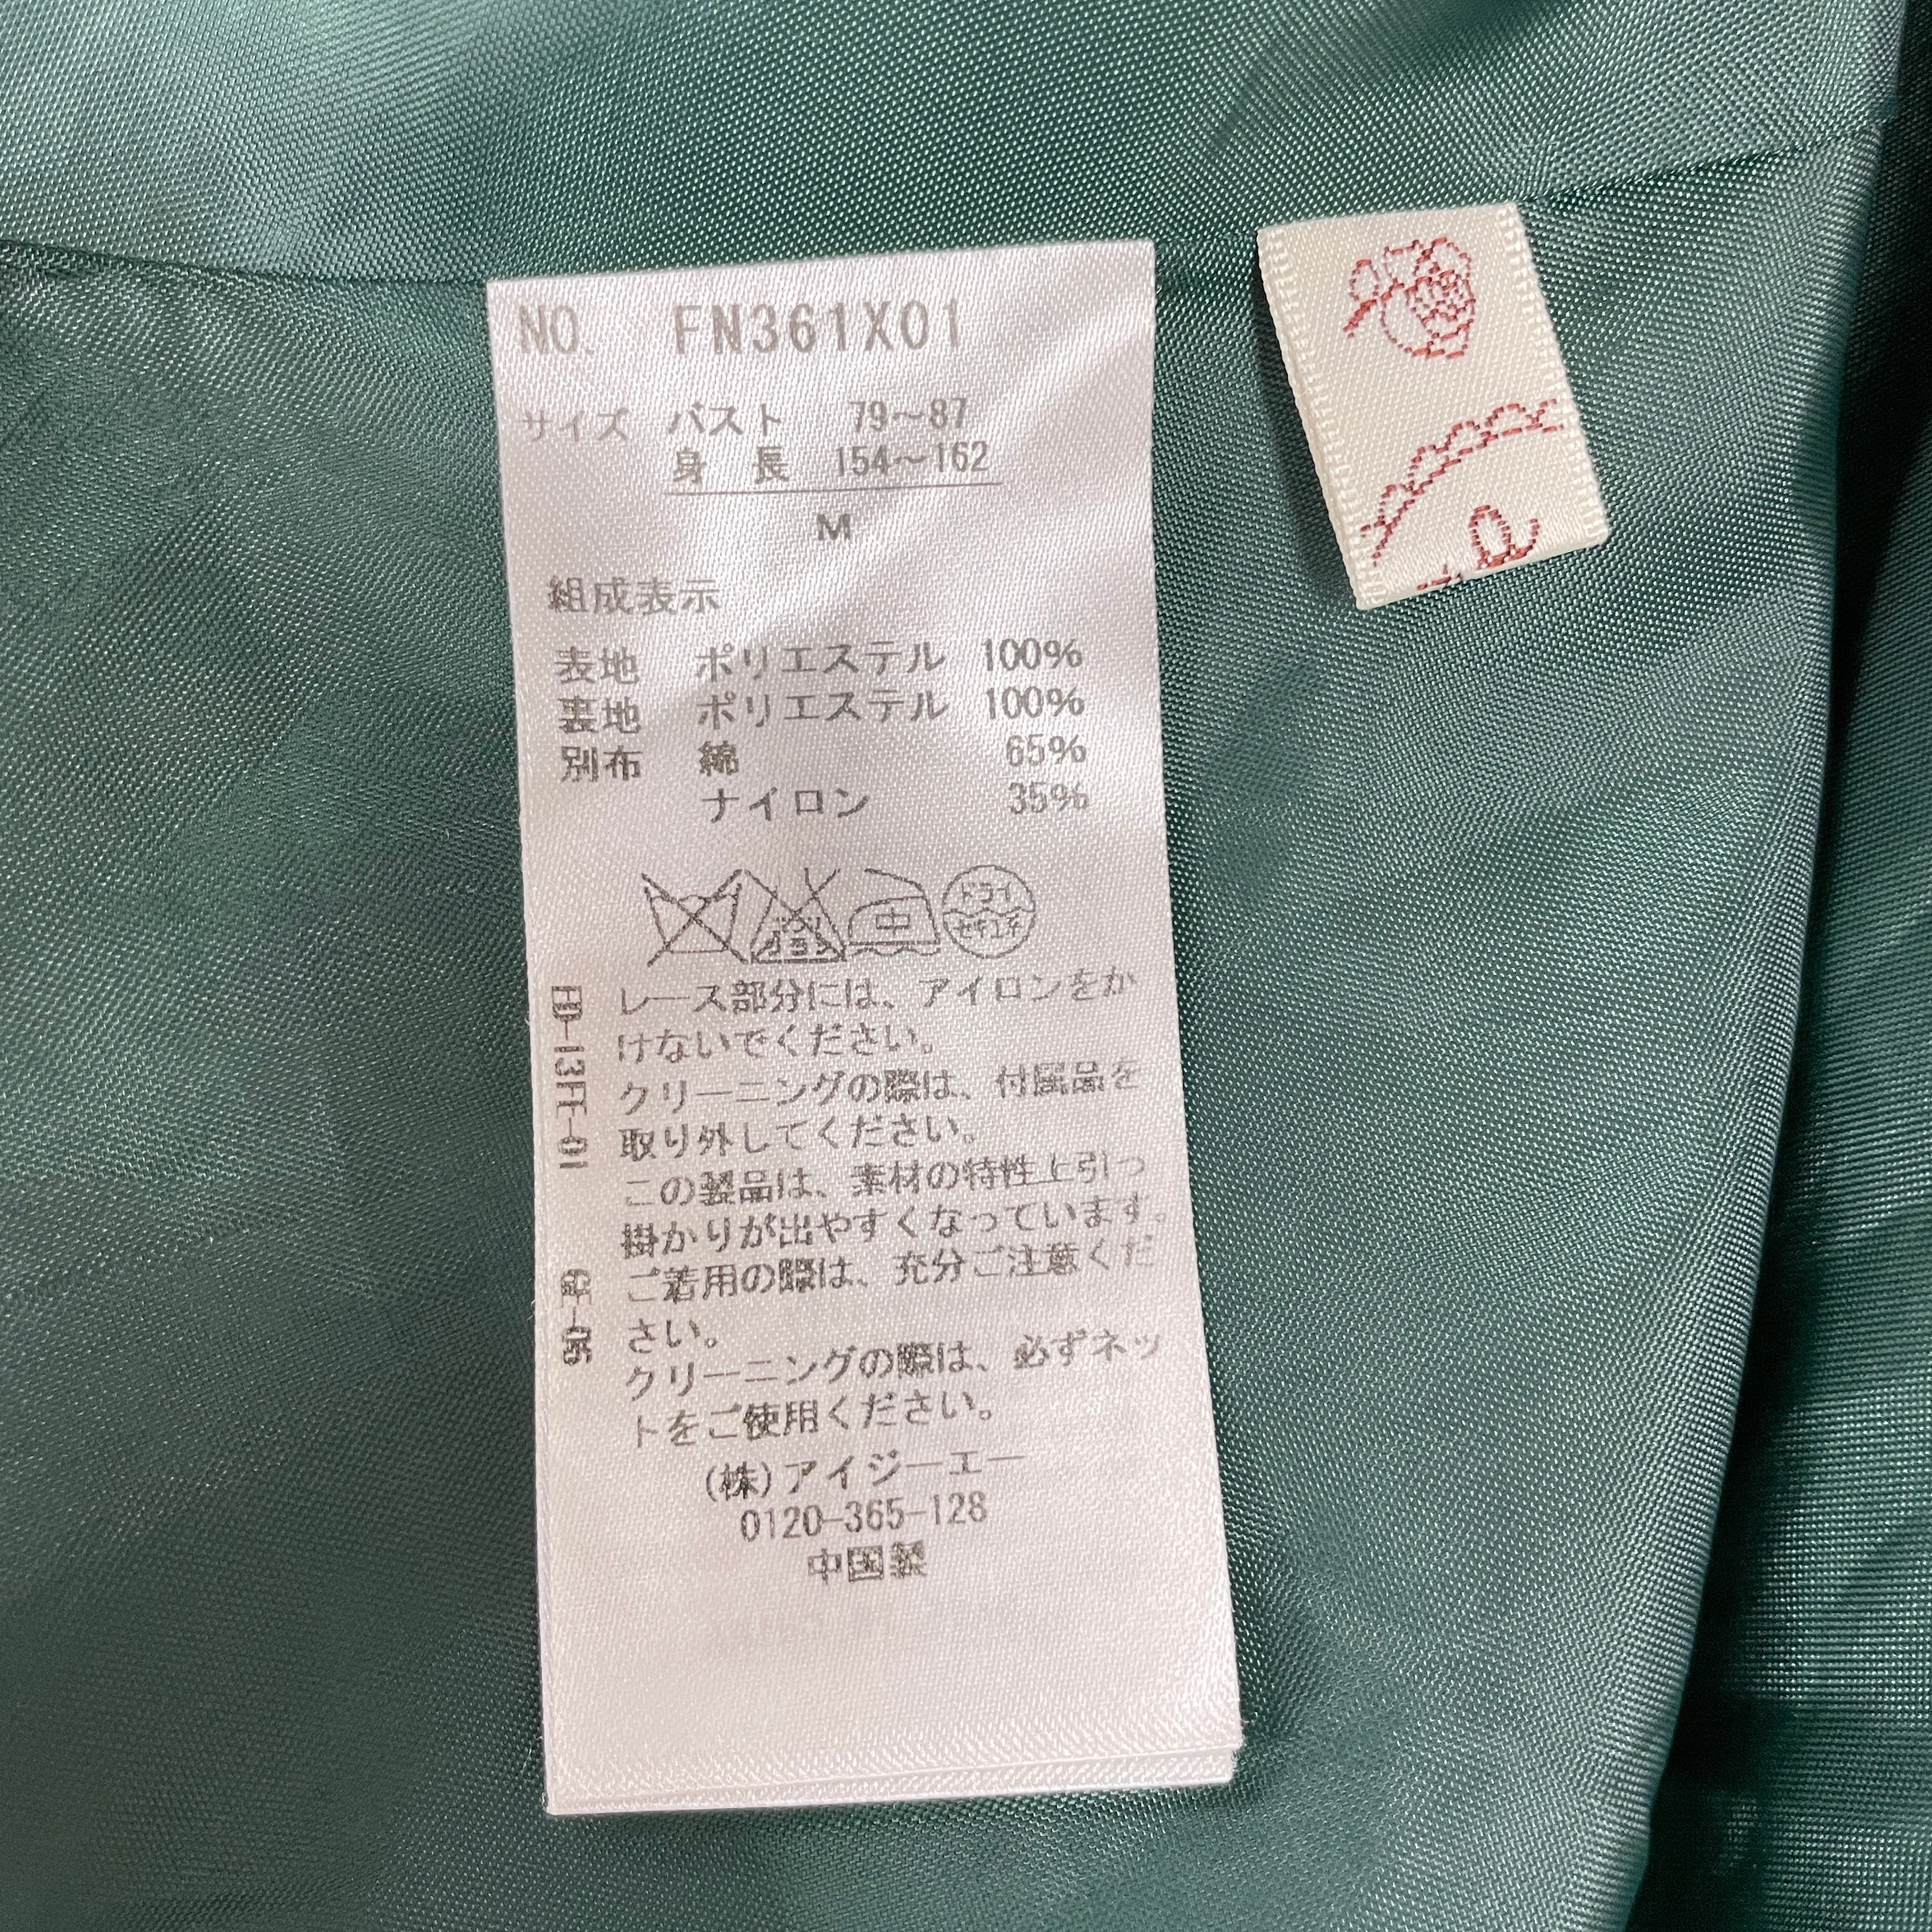 NO. FN361X01
サイズ バスト 79〜87
身 長 154〜162
M
組成表示
表地 ポリエステル 100%
裏地 ポリエステル 100%
別布 綿 65%
ナイロン 35%
中
ドライ
セキユ系
レース部分には、アイロンをか
けないでください。
クリーニングの際は、付属品を
取り外してください。
この製品は、素材の特性上引っ
掛かりが出やすくなっています。
ご着用の際は、充分ご注意くだ
さい。
クリーニングの際は、必ずネッ
トをご使用ください。
(株)アイジーエー
0120-365-128
中国製